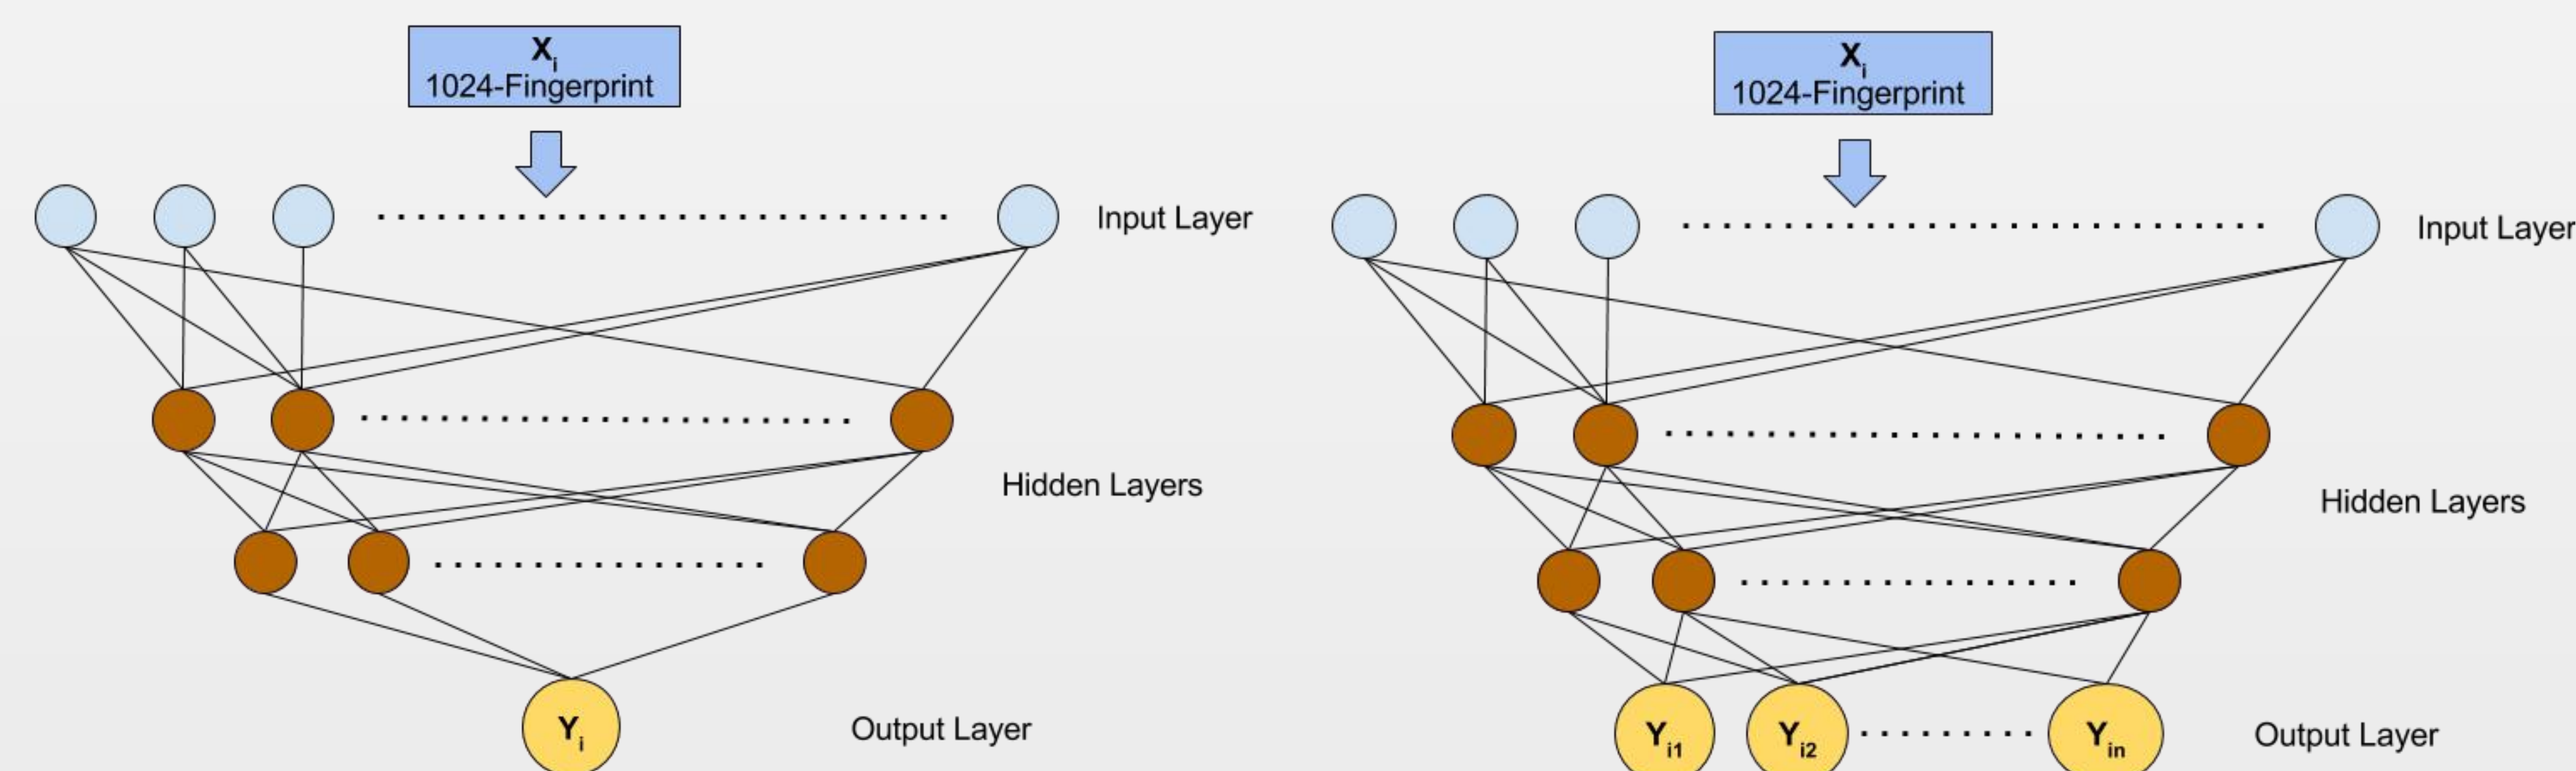 Xi
1024-Fingerprint
Input Layer
Hidden Layers
Yi
Output Layer
Xi
1024-Fingerprint
Input Layer
Hidden Layers
Yi1
Yi2
Yin
Output Layer